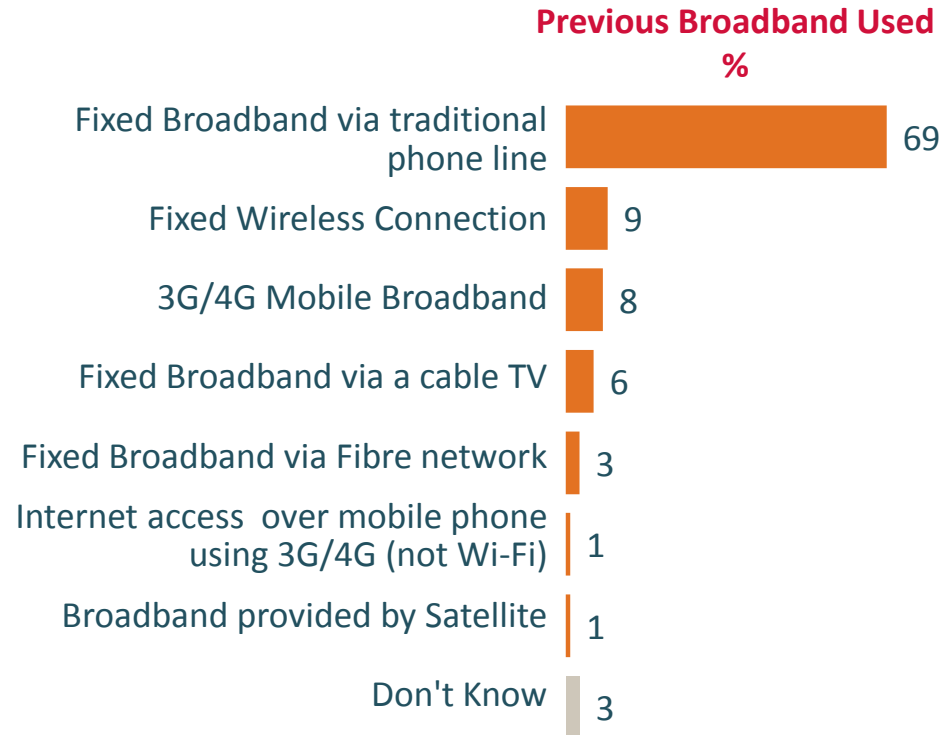 Previous Broadband Used
%
Fixed Broadband via traditional
phone line
69
Fixed Wireless Connection
9
3G/4G Mobile Broadband
8
Fixed Broadband via a cable TV
6
Fixed Broadband via Fibre network
3
Internet access  over mobile phone
using 3G/4G (not Wi-Fi)
1
Broadband provided by Satellite
1
Don't Know
3